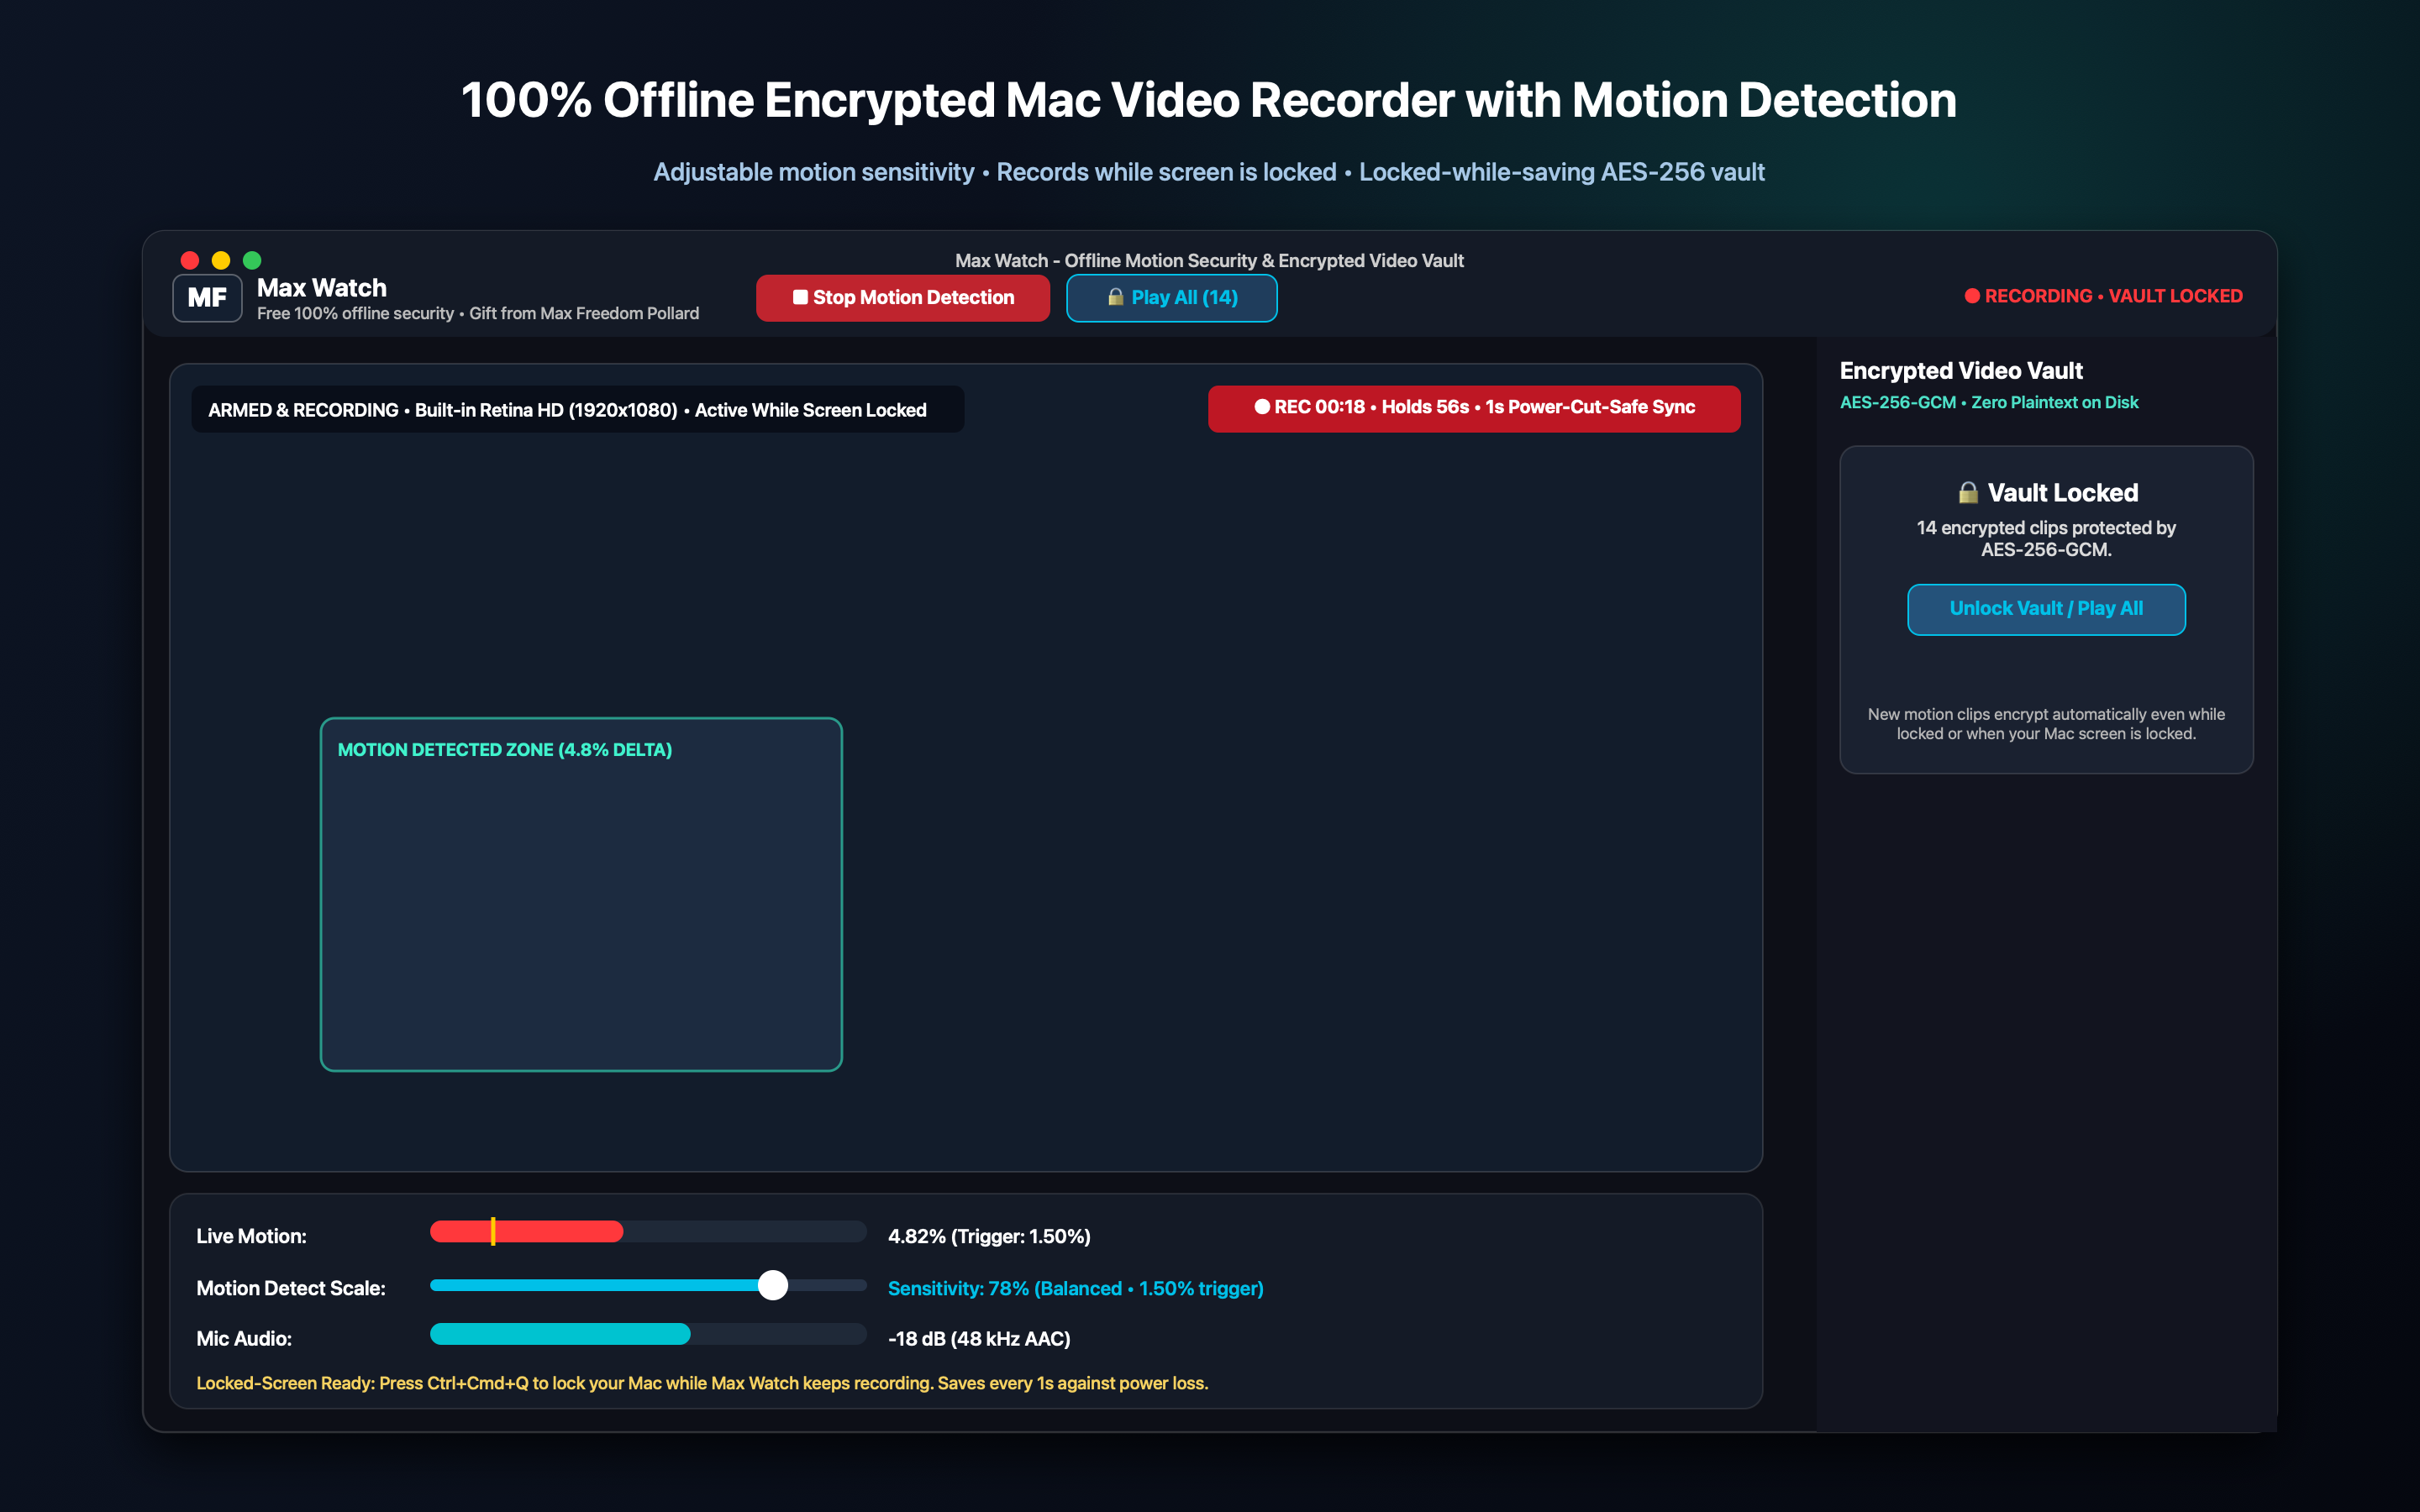 100% Offline Encrypted Mac Video Recorder with Motion Detection
Adjustable motion sensitivity • Records while screen is locked • Locked-while-saving AES-256 vault
Max Watch - Offline Motion Security & Encrypted Video Vault
MF
Max Watch
Free 100% offline security • Gift from Max Freedom Pollard
Stop Motion Detection
Play All (14)
RECORDING • VAULT LOCKED
ARMED & RECORDING • Built-in Retina HD (1920x1080) • Active While Screen Locked
REC 00:18 • Holds 56s • 1s Power-Cut-Safe Sync
MOTION DETECTED ZONE (4.8% DELTA)
Encrypted Video Vault
AES-256-GCM • Zero Plaintext on Disk
Vault Locked
14 encrypted clips protected by
AES-256-GCM.
Unlock Vault / Play All
New motion clips encrypt automatically even while
locked or when your Mac screen is locked.
Live Motion:
4.82% (Trigger: 1.50%)
Motion Detect Scale:
Sensitivity: 78% (Balanced • 1.50% trigger)
Mic Audio:
-18 dB (48 kHz AAC)
Locked-Screen Ready: Press Ctrl+Cmd+Q to lock your Mac while Max Watch keeps recording. Saves every 1s against power loss.